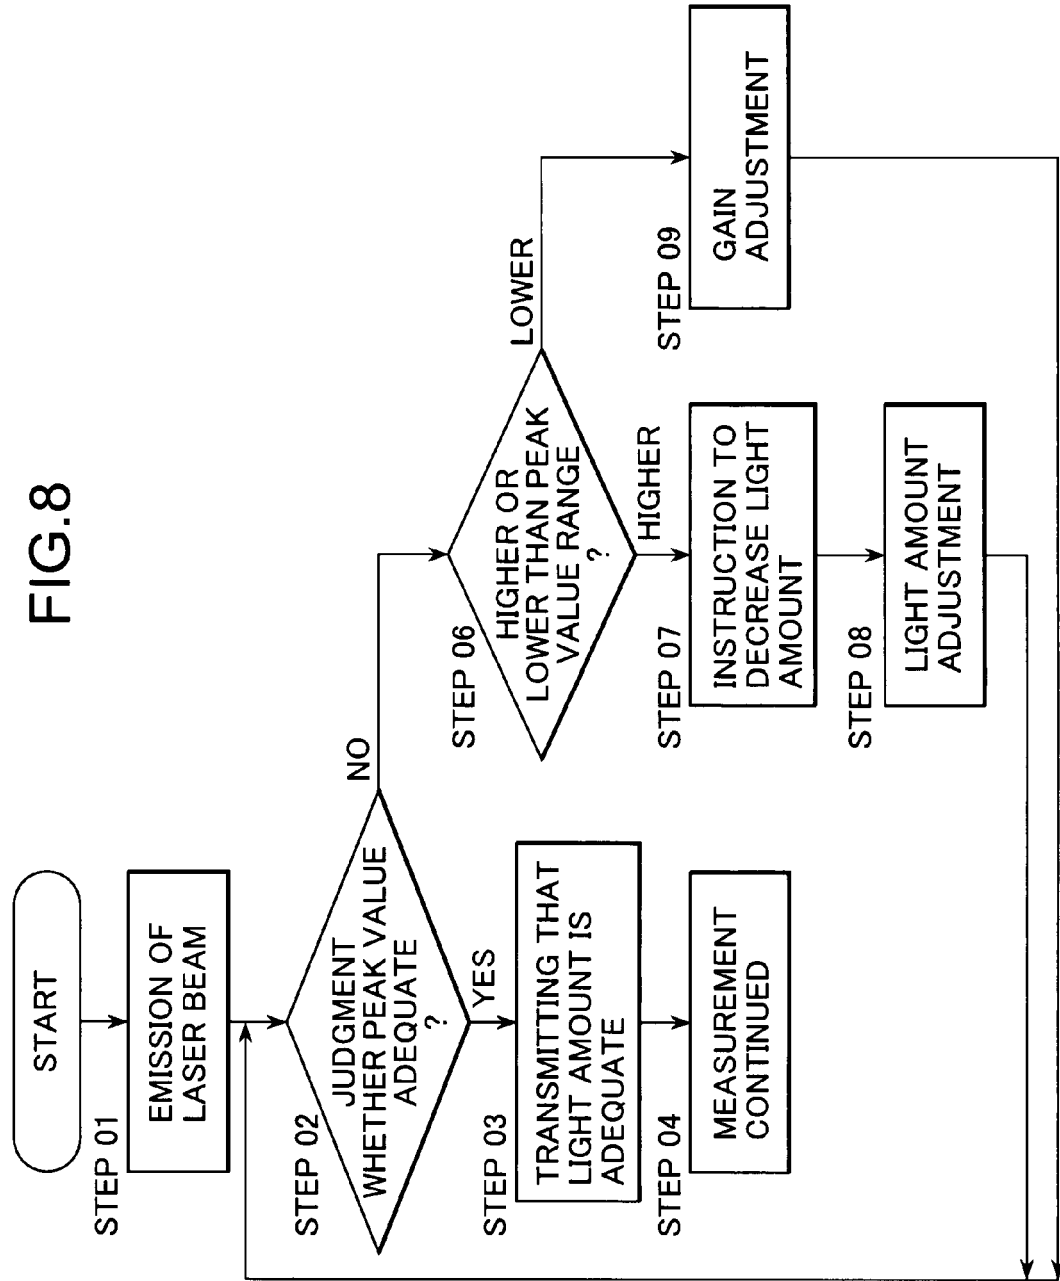 FIG.8
START
STEP 01
EMISSION OF
LASER BEAM
STEP 02
JUDGMENT
WHETHER PEAK VALUE
ADEQUATE
?
YES
NO
STEP 03
TRANSMITTING THAT
LIGHT AMOUNT IS
ADEQUATE
STEP 04
MEASUREMENT
CONTINUED
STEP 06
HIGHER OR
LOWER THAN PEAK
VALUE RANGE
?
HIGHER
LOWER
STEP 07
INSTRUCTION TO
DECREASE LIGHT
AMOUNT
STEP 08
LIGHT AMOUNT
ADJUSTMENT
STEP 09
GAIN
ADJUSTMENT